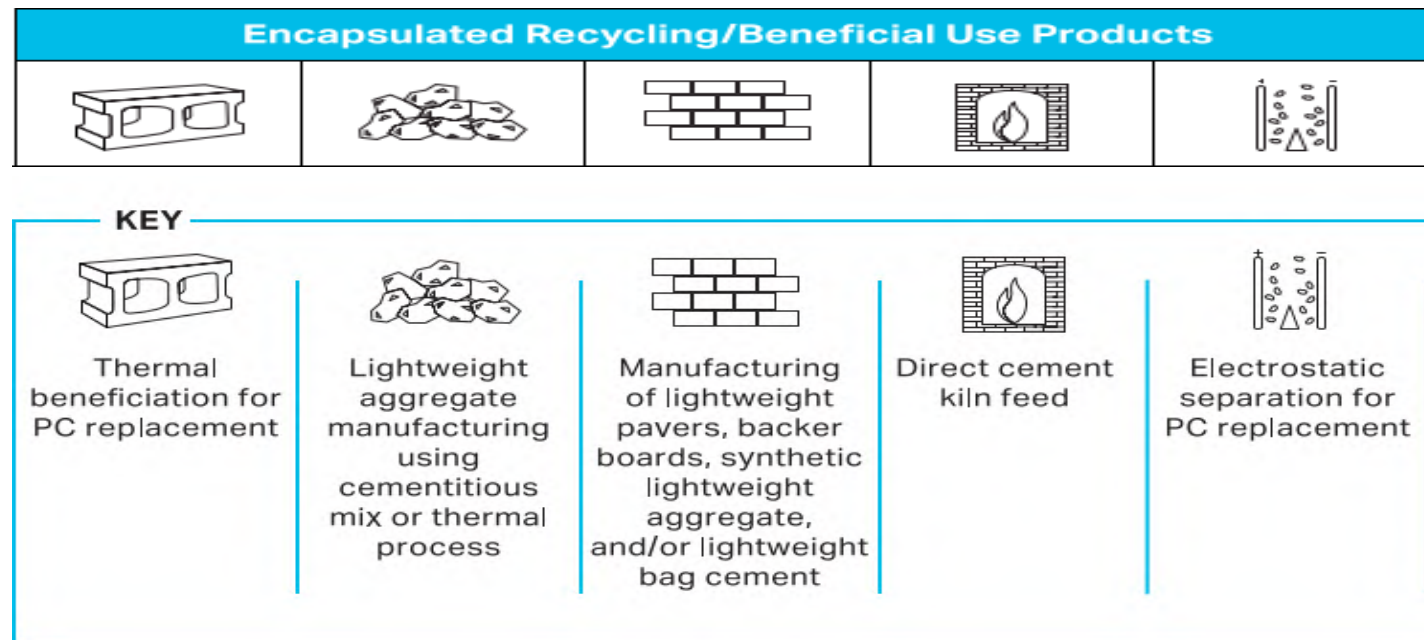 Encapsulated Recycling/Beneficial Use Products
KEY
Thermal
beneficiation for
PC replacement
Lightweight
aggregate
manufacturing
using
cementitious
mix or thermal
process
Manufacturing
of lightweight
pavers, backer
boards, synthetic
lightweight
aggregate,
and/or lightweight
bag cement
Direct cement
kiln feed
Electrostatic
separation for
PC replacement